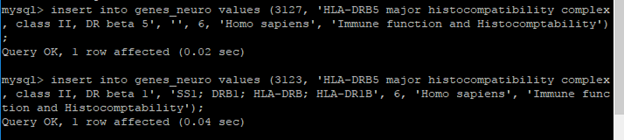 mysql> insert into genes_neuro values (3127, 'HLA-DRB5 major histocompatibility complex
, class II, DR beta 5', '', 6, 'Homo sapiens', 'Immune function and Histocomptability')
;
Query OK, 1 row affected (0.02 sec)
mysql> insert into genes_neuro values (3123, 'HLA-DRB5 major histocompatibility complex
, class II, DR beta 1', 'SS1; DRB1; HLA-DRB; HLA-DR1B', 6, 'Homo sapiens', 'Immune func
tion and Histocomptability');
Query OK, 1 row affected (0.04 sec)